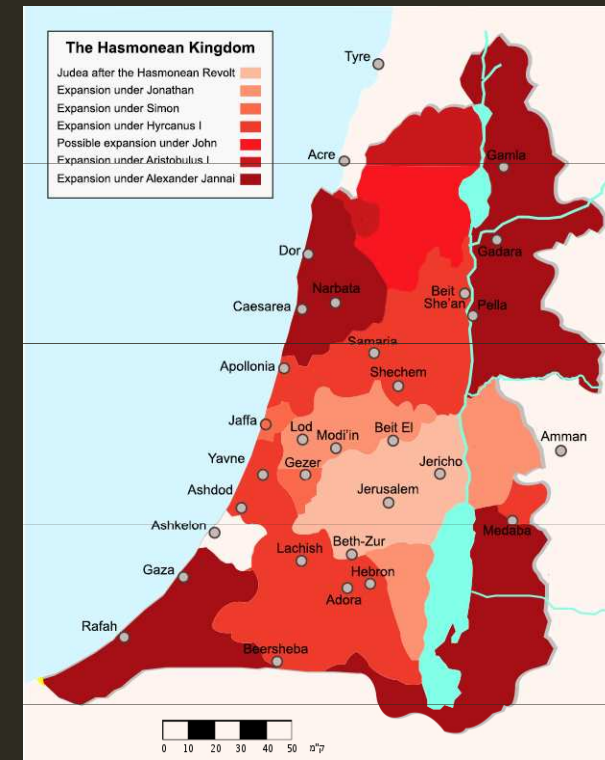 The Hasmonean Kingdom
Judea after the Hasmonean Revolt
Expansion under Jonathan
Expansion under Simon
Expansion under Hyrcanus I
Possible expansion under John
Expansion under Aristobulus I
Expansion under Alexander Jannai
Tyre
Acre
Gamla
Dor
Gadara
Narbata
Beit
She'an
Caesarea
Pella
Samaria
Apollonia
Shechem
Jaffa
Lod
Modi'in
Beit El
Amman
Yavne
Gezer
Jericho
Ashdod
Jerusalem
Ashkelon
Medaba
Lachish
Beth-Zur
Gaza
Hebron
Adora
Rafah
Beersheba
0 10 20 30 40 50 ק"מ